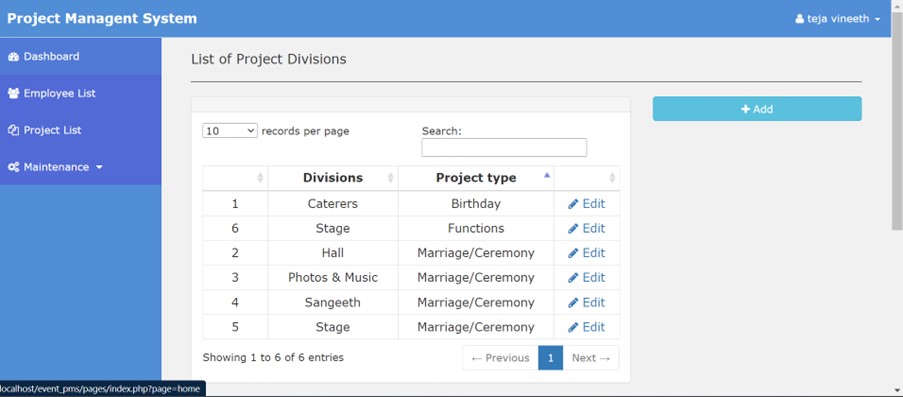 Project Managent System
teja vineeth
Dashboard
Employee List
Project List
Maintenance
List of Project Divisions
Add
10 records per page
Search:
Divisions Project type
1 Caterers Birthday Edit
6 Stage Functions Edit
2 Hall Marriage/Ceremony Edit
3 Photos & Music Marriage/Ceremony Edit
4 Sangeeth Marriage/Ceremony Edit
5 Stage Marriage/Ceremony Edit
Showing 1 to 6 of 6 entries
← Previous 1 Next →
localhost/event_pms/pages/index.php?page=home